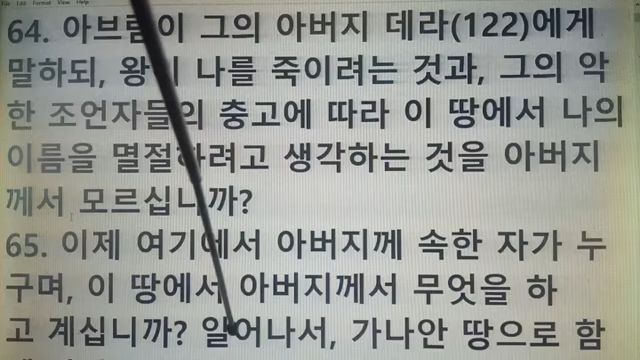 File Edit Format View Help
64. 아브람이 그의 아버지 데라(122)에게
말하되, 왕이 나를 죽이려는 것과, 그의 악
한 조언자들의 충고에 따라 이 땅에서 나의
이름을 멸절하려고 생각하는 것을 아버지
께서 모르십니까?
65. 이제 여기에서 아버지께 속한 자가 누
구며, 이 땅에서 아버지께서 무엇을 하
고 계십니까? 일어나서, 가나안 땅으로 함